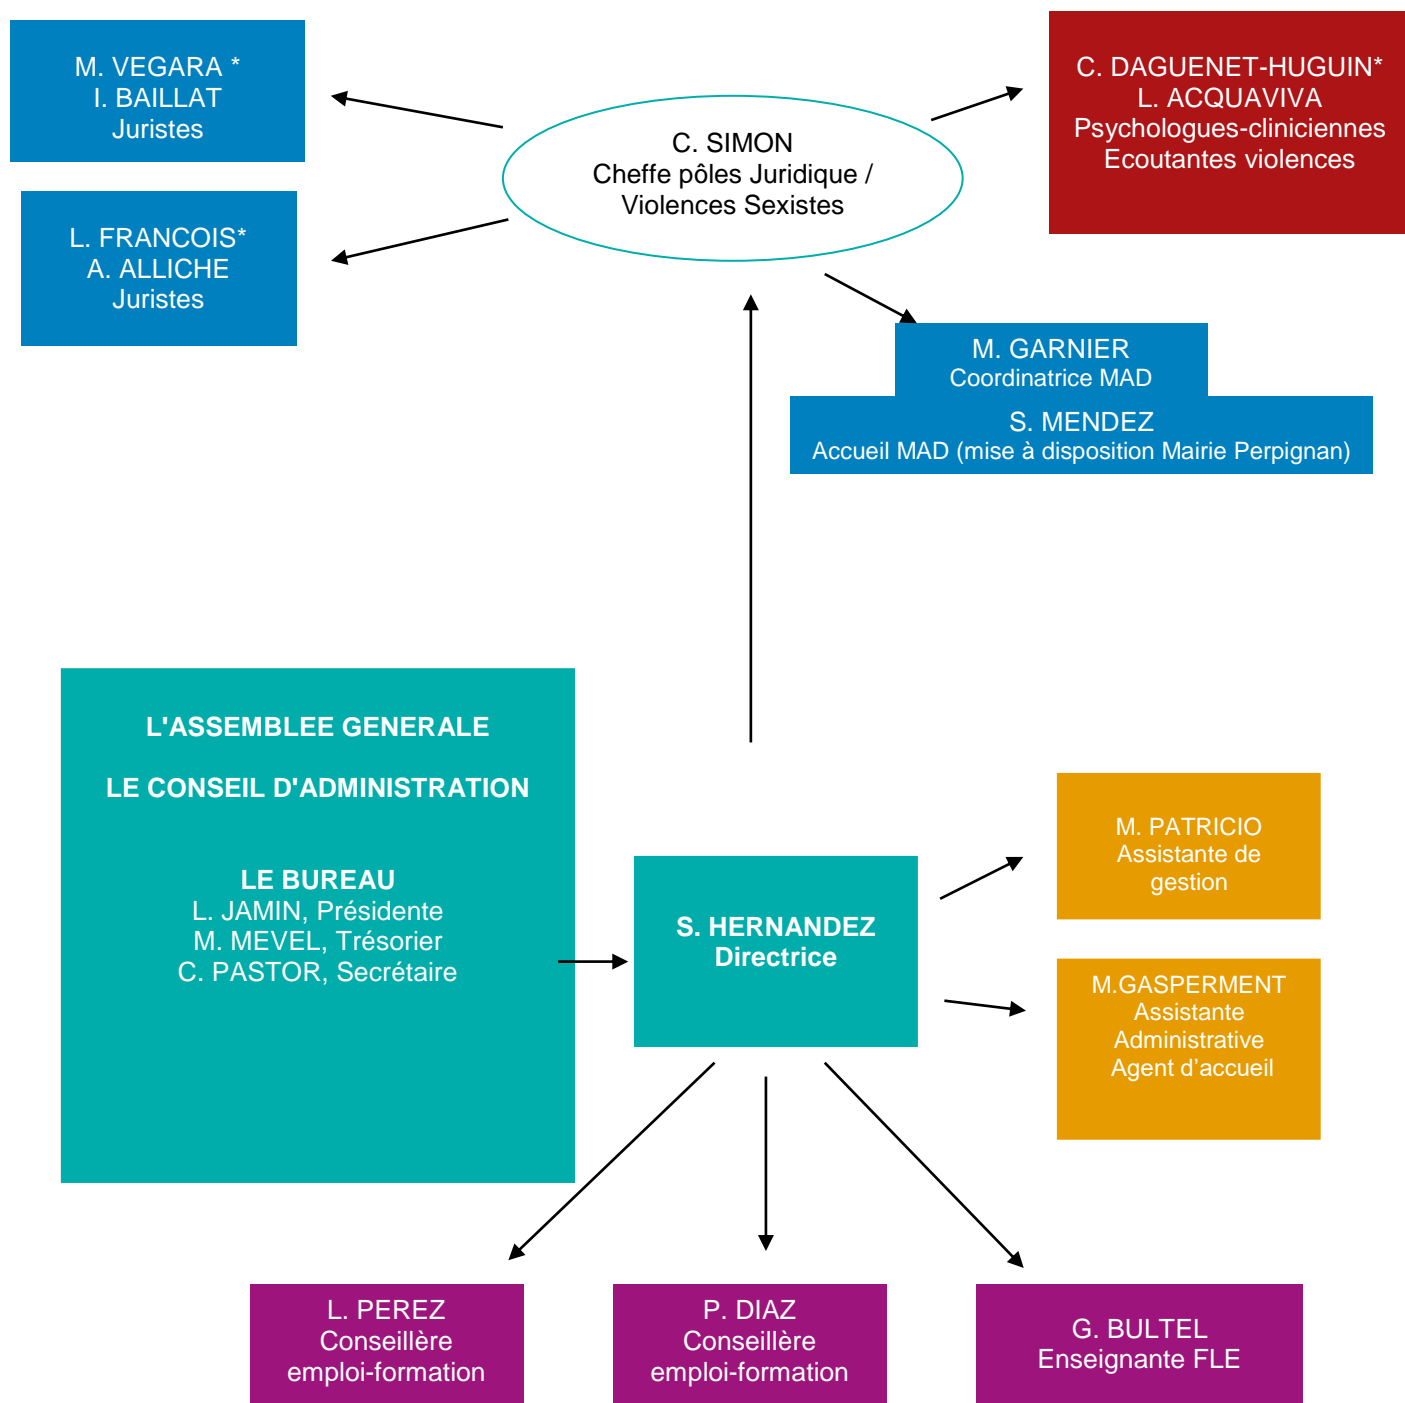 M. VEGARA *
I. BAILLAT
Juristes
L. FRANCOIS*
A. ALLICHE
Juristes
C. SIMON
Cheffe pôles Juridique /
Violences Sexistes
C. DAGUENET-HUGUIN*
L. ACQUAVIVA
Psychologues-cliniciennes
Ecoutantes violences
M. GARNIER
Coordinatrice MAD
S. MENDEZ
Accueil MAD (mise à disposition Mairie Perpignan)
L'ASSEMBLEE GENERALE
LE CONSEIL D'ADMINISTRATION
LE BUREAU
L. JAMIN, Présidente
M. MEVEL, Trésorier
C. PASTOR, Secrétaire
S. HERNANDEZ
Directrice
M. PATRICIO
Assistante de
gestion
M.GASPERMENT
Assistante
Administrative
Agent d’accueil
L. PEREZ
Conseillère
emploi-formation
P. DIAZ
Conseillère
emploi-formation
G. BULTEL
Enseignante FLE